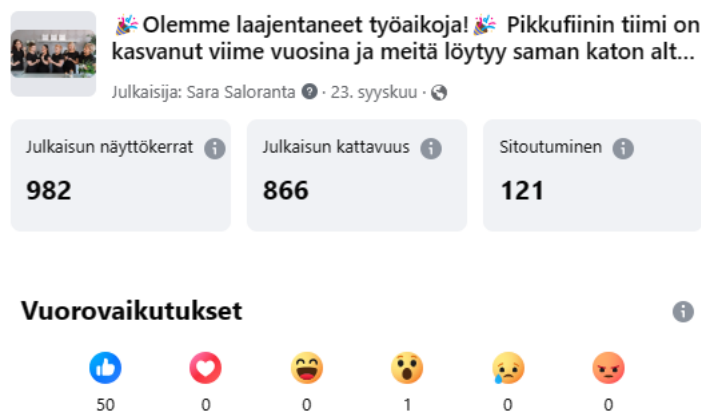 🎉Olemme laajentaneet työaikoja!🎉 Pikkufiinin tiimi on
kasvanut viime vuosina ja meitä löytyy saman katon alt...
Julkaisija: Sara Saloranta · 23. syyskuu ·
Julkaisun näyttökerrat
982
Julkaisun kattavuus
866
Sitoutuminen
121
Vuorovaikutukset
50
0
0
1
0
0